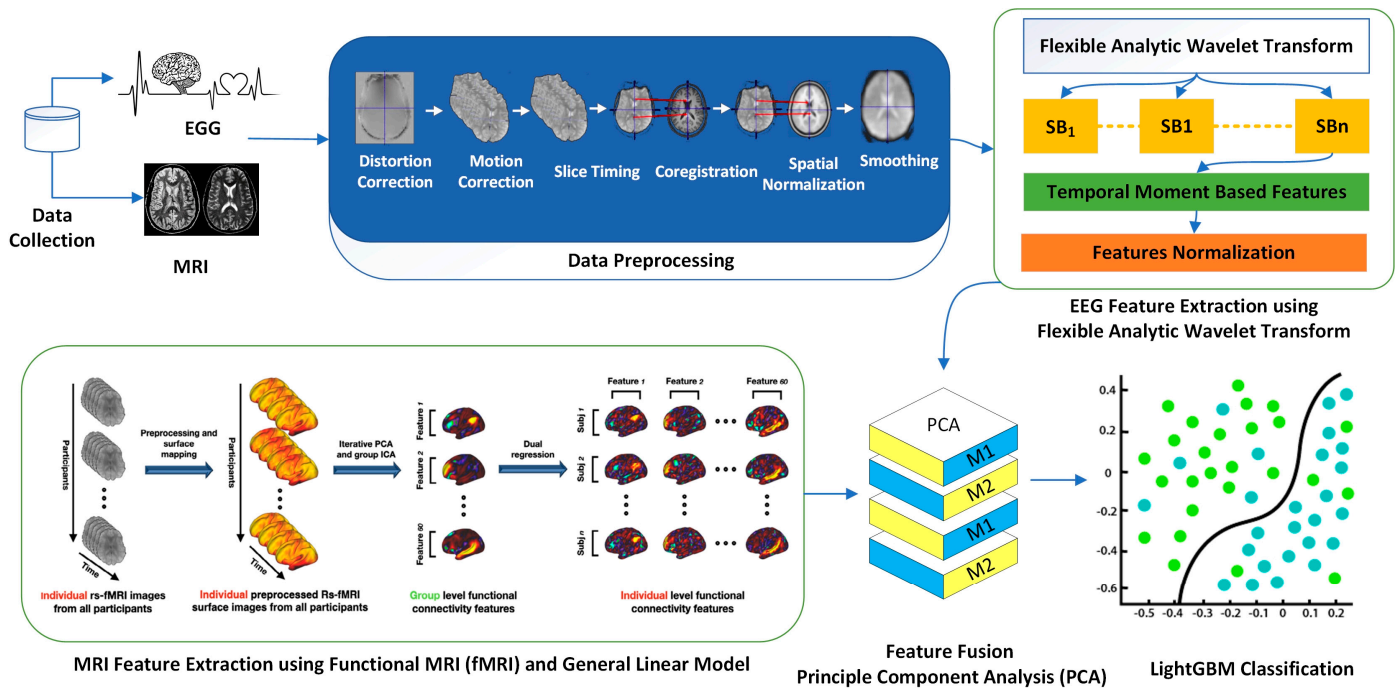 EGG
MRI
Data
Collection
Distortion
Correction
Motion
Correction
Slice Timing
Coregistration
Spatial
Normalization
Smoothing
Data Preprocessing
Flexible Analytic Wavelet Transform
SB1
SB1
SBn
Temporal Moment Based Features
Features Normalization
EEG Feature Extraction using
Flexible Analytic Wavelet Transform
Participants
Time
Individual rs-fMRI images
from all participants
Preprocessing and
surface
mapping
Participants
Time
Individual preprocessed Rs-fMRI
surface images from all participants
Iterative PCA
and group ICA
Feature 1
Feature 2
Feature 60
Group level functional
connectivity features
Dual
regression
Feature 1
Feature 2
Feature 60
Subj 1
Subj 2
Subj n
Individual level functional
connectivity features
MRI Feature Extraction using Functional MRI (fMRI) and General Linear Model
PCA
M1
M2
M1
M2
Feature Fusion
Principle Component Analysis (PCA)
0.4
0.2
0
-0.2
-0.4
-0.6
-0.5 -0.4 -0.3 -0.2 -0.1 0 0.1 0.2
LightGBM Classification